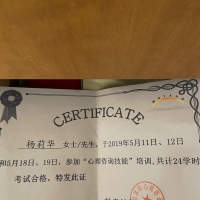 CERTIFICATE
杨莉华 女士/先生，于2019年5月11日、12日
05月18日、19日，参加“心理咨询技能”培训，共计24学时
考试合格，特发此证